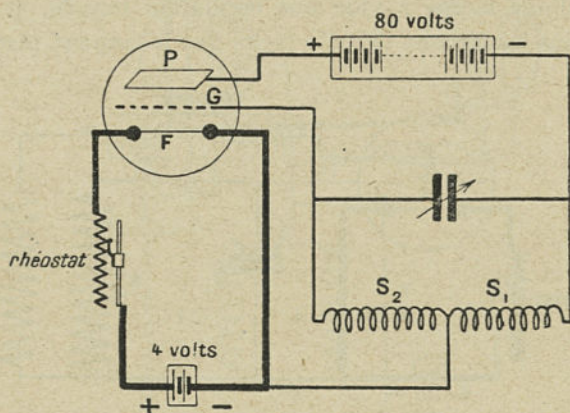 80 volts
+ −
P
G
F
rhéostat
S₂ S₁
4 volts
+ −